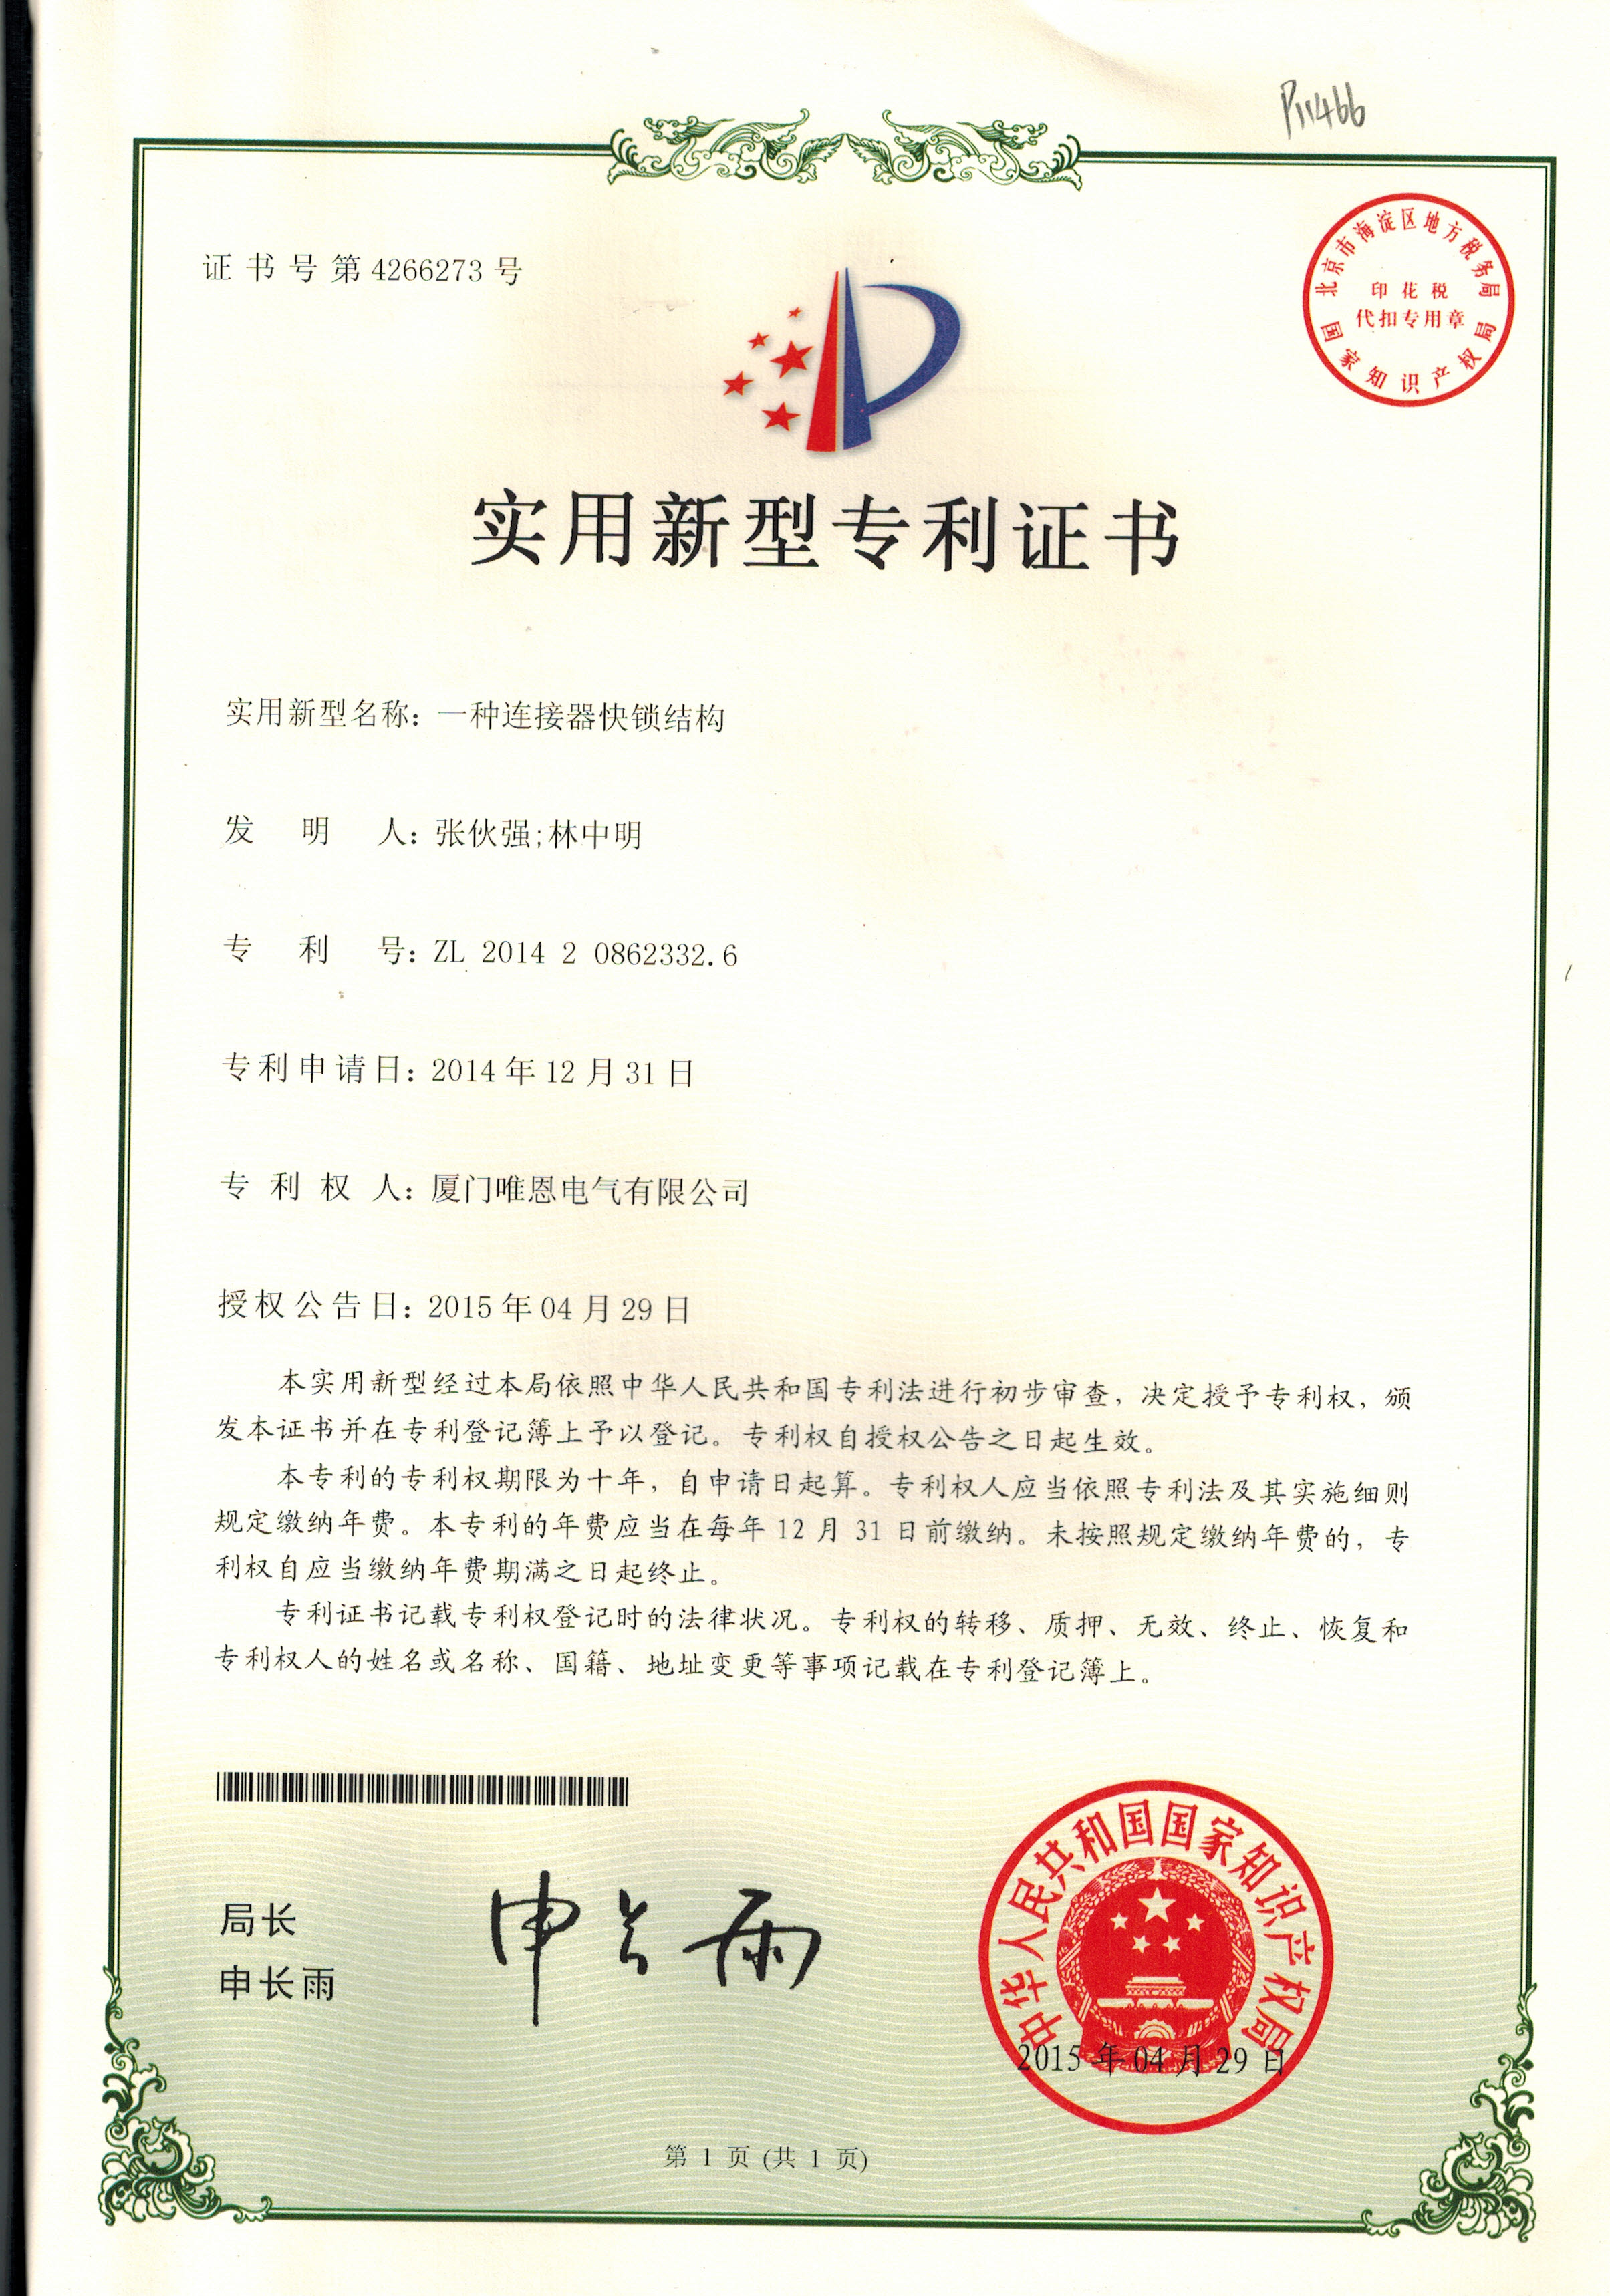 P11466
证书号第4266273号
北京市海淀区地方税务局
印花税
代扣专用章
国家知识产权局
实用新型专利证书
实用新型名称：一种连接器快锁结构
发明人：张伙强;林中明
专利号：ZL 2014 2 0862332.6
专利申请日：2014年12月31日
专利权人：厦门唯恩电气有限公司
授权公告日：2015年04月29日
本实用新型经过本局依照中华人民共和国专利法进行初步审查，决定授予专利权，颁
发本证书并在专利登记簿上予以登记。专利权自授权公告之日起生效。
本专利的专利权期限为十年，自申请日起算。专利权人应当依照专利法及其实施细则
规定缴纳年费。本专利的年费应当在每年12月31日前缴纳。未按照规定缴纳年费的，专
利权自应当缴纳年费期满之日起终止。
专利证书记载专利权登记时的法律状况。专利权的转移、质押、无效、终止、恢复和
专利权人的姓名或名称、国籍、地址变更等事项记载在专利登记簿上。
局长
申长雨
申长雨
中华人民共和国国家知识产权局
2015年04月29日
第1页(共1页)